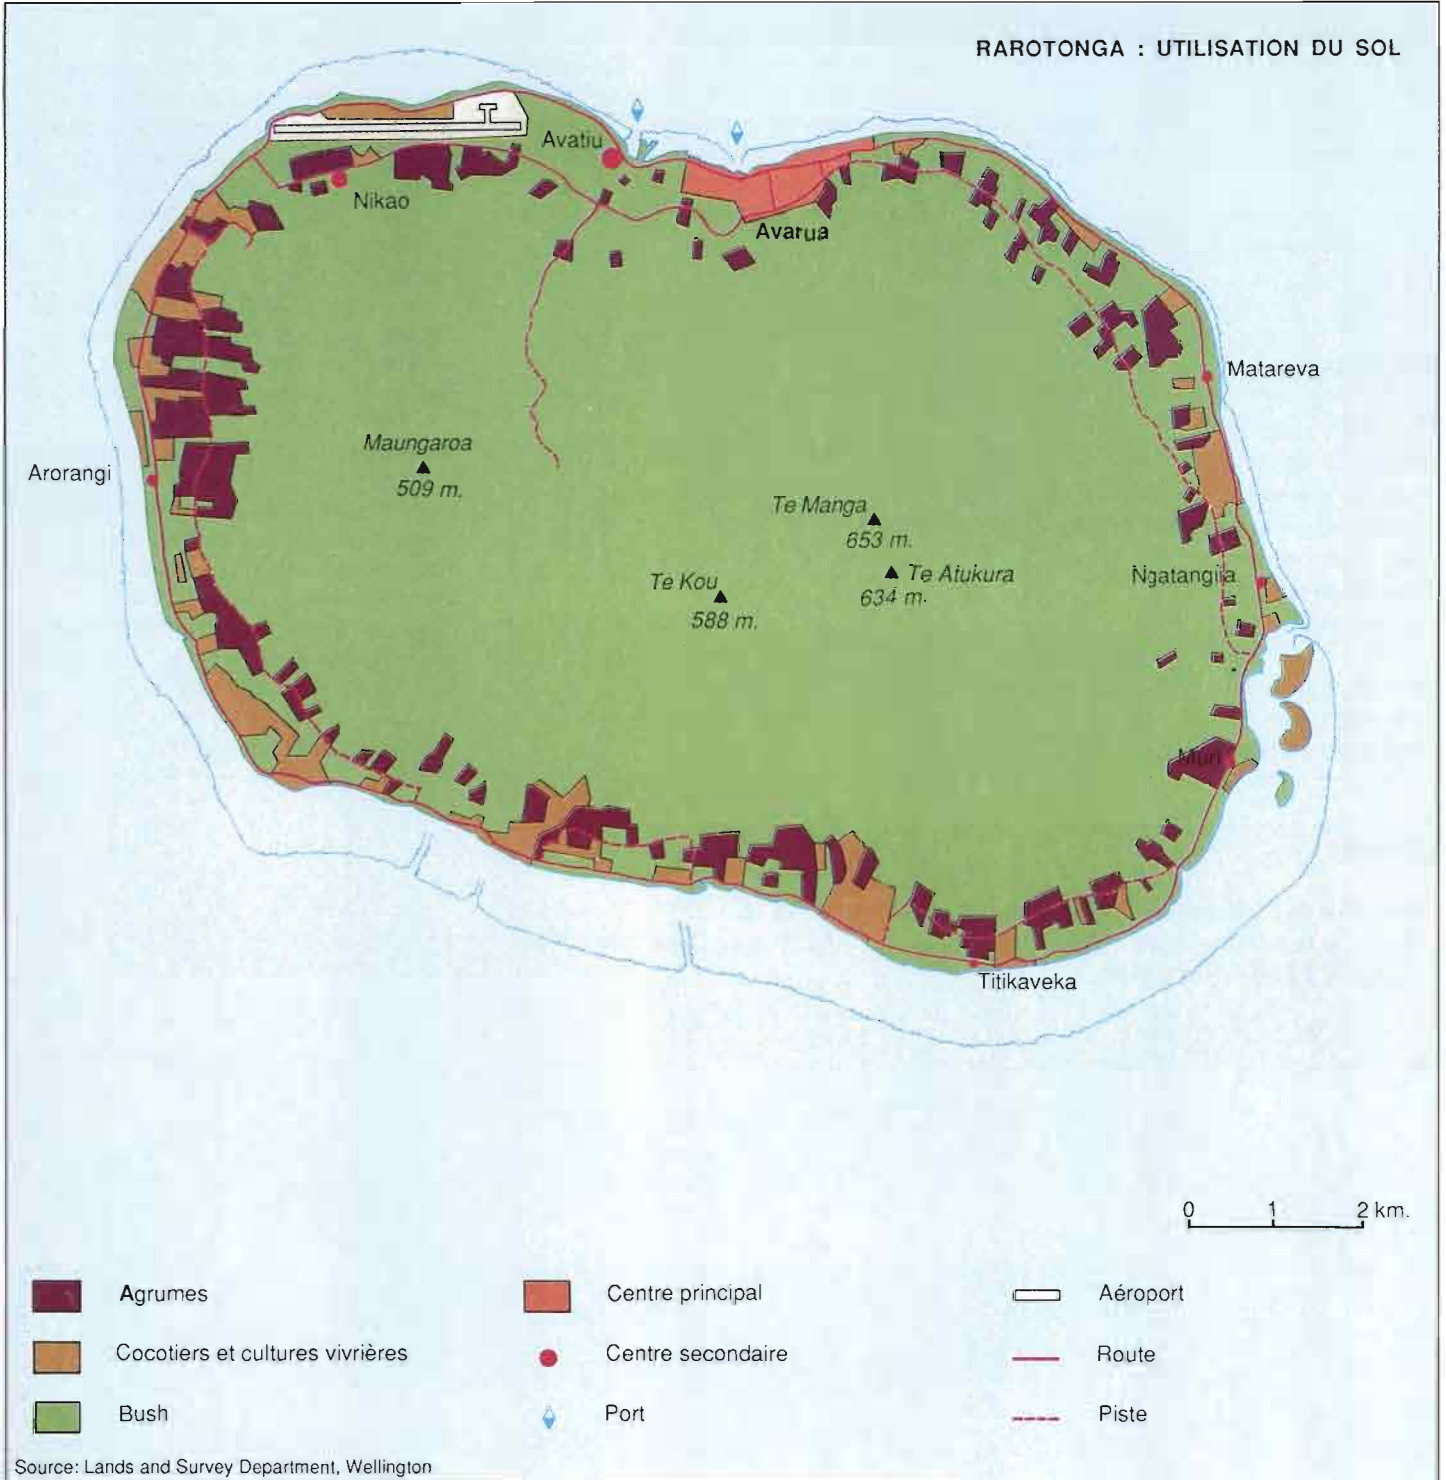 RAROTONGA : UTILISATION DU SOL
Avatiu
Nikao
Avarua
Matareva
Maungaroa
509 m.
Arorangi
Te Manga
653 m.
Te Kou
588 m.
Te Atukura
634 m.
Ngatangiia
Muri
Titikaveka
0 1 2 km.
Agrumes
Centre principal
Aéroport
Cocotiers et cultures vivrières
Centre secondaire
Route
Bush
Port
Piste
Source: Lands and Survey Department, Wellington